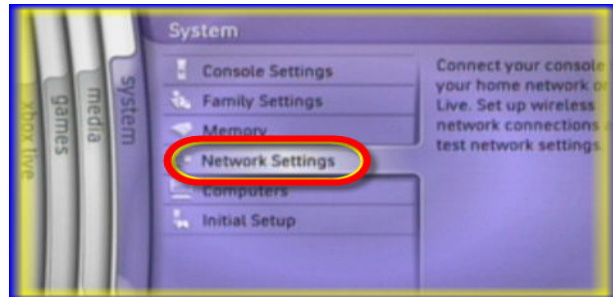 System
Console Settings
Family Settings
Memory
Network Settings
Computers
Initial Setup
Connect your console
your home network or
Live. Set up wireless
network connections
test network settings.
system
media
games
xbox live